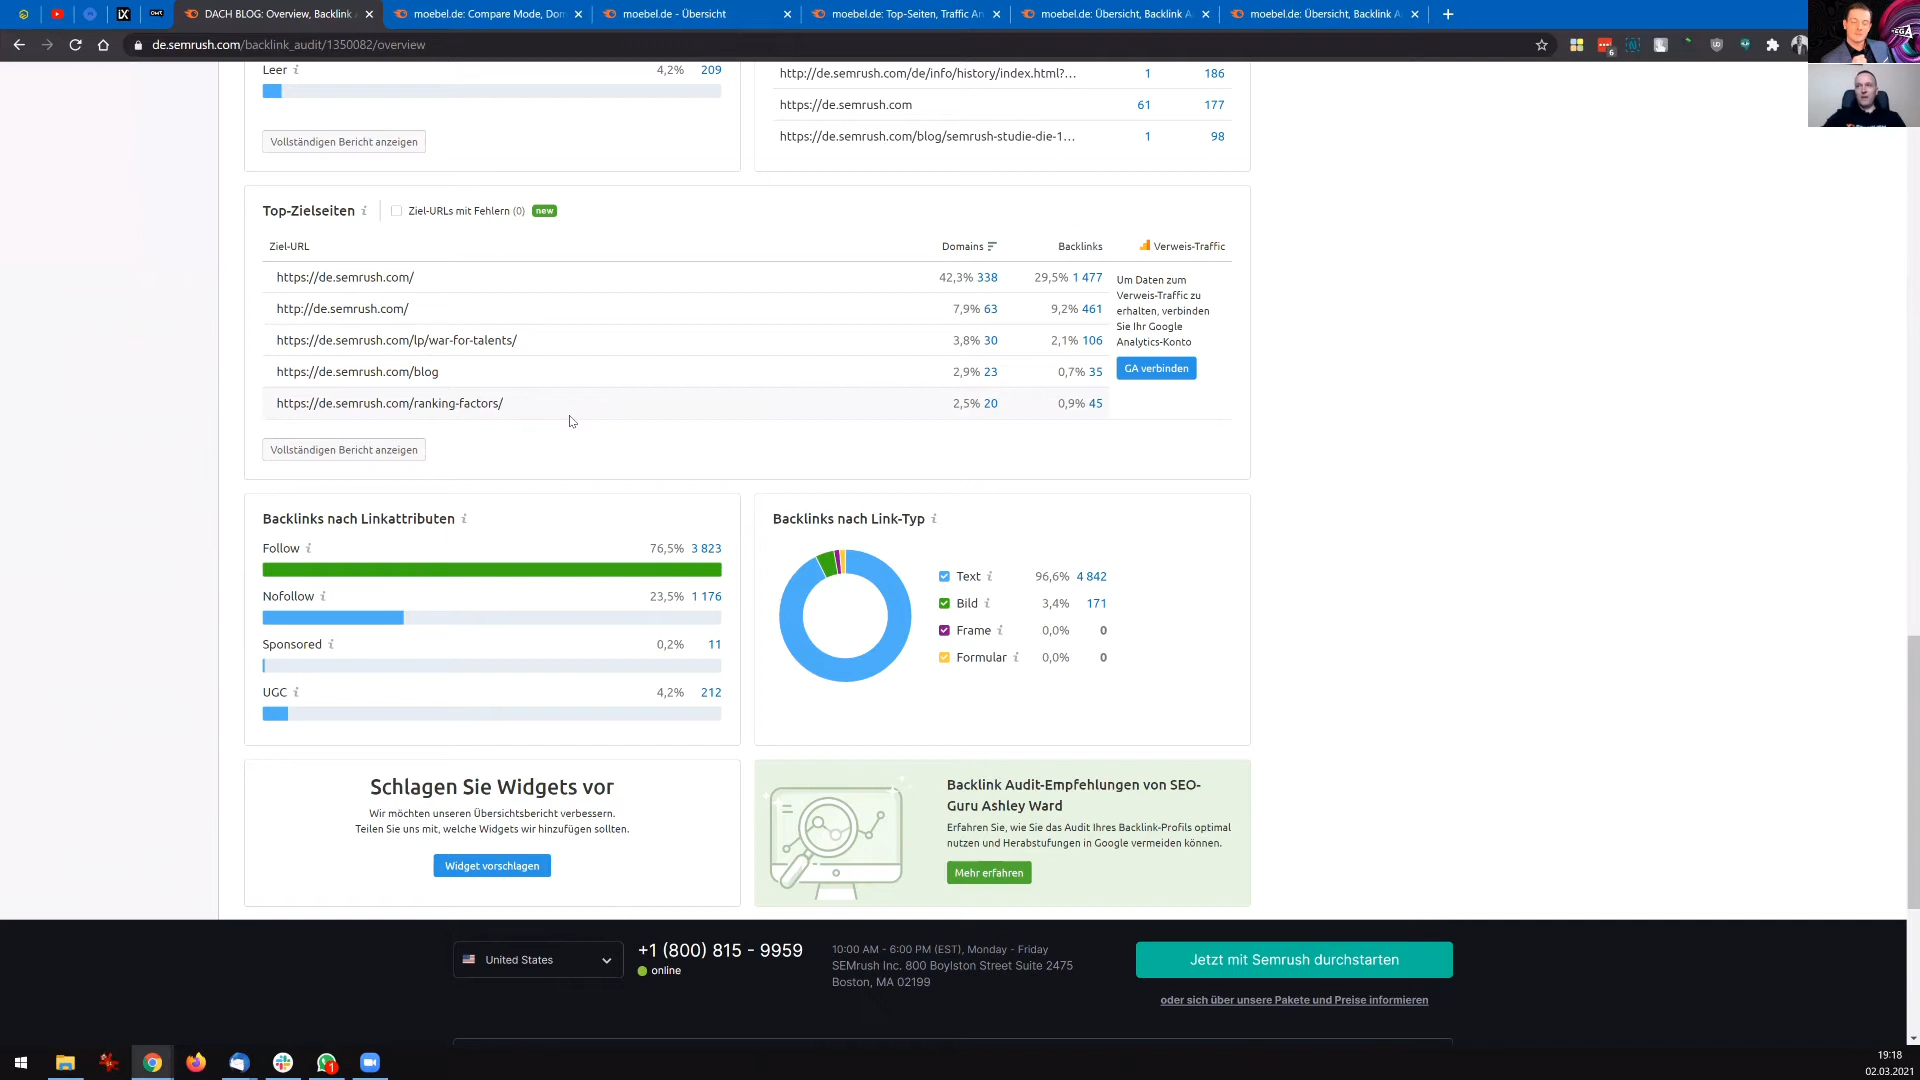 DACH BLOG: Overview, Backlink
moebel.de: Compare Mode, Dom
moebel.de - Übersicht
moebel.de: Top-Seiten, Traffic An
moebel.de: Übersicht, Backlink A
moebel.de: Übersicht, Backlink A
de.semrush.com/backlink_audit/1350082/overview
Leer 4,2% 209
Vollständigen Bericht anzeigen
http://de.semrush.com/de/info/history/index.html?... 1 186
https://de.semrush.com 61 177
https://de.semrush.com/blog/semrush-studie-die-1... 1 98
Top-Zielseiten Ziel-URLs mit Fehlern (0) new
Ziel-URL Domains Backlinks Verweis-Traffic
https://de.semrush.com/ 42,3% 338 29,5% 1 477
http://de.semrush.com/ 7,9% 63 9,2% 461
https://de.semrush.com/lp/war-for-talents/ 3,8% 30 2,1% 106
https://de.semrush.com/blog 2,9% 23 0,7% 35
https://de.semrush.com/ranking-factors/ 2,5% 20 0,9% 45
Um Daten zum
Verweis-Traffic zu
erhalten, verbinden
Sie Ihr Google
Analytics-Konto
GA verbinden
Vollständigen Bericht anzeigen
Backlinks nach Linkattributen
Follow 76,5% 3 823
Nofollow 23,5% 1 176
Sponsored 0,2% 11
UGC 4,2% 212
Backlinks nach Link-Typ
Text 96,6% 4 842
Bild 3,4% 171
Frame 0,0% 0
Formular 0,0% 0
Schlagen Sie Widgets vor
Wir möchten unseren Übersichtsbericht verbessern.
Teilen Sie uns mit, welche Widgets wir hinzufügen sollten.
Widget vorschlagen
Backlink Audit-Empfehlungen von SEO-
Guru Ashley Ward
Erfahren Sie, wie Sie das Audit Ihres Backlink-Profils optimal
nutzen und Herabstufungen in Google vermeiden können.
Mehr erfahren
United States
+1 (800) 815 - 9959
online
10:00 AM - 6:00 PM (EST), Monday - Friday
SEMrush Inc. 800 Boylston Street Suite 2475
Boston, MA 02199
Jetzt mit Semrush durchstarten
oder sich über unsere Pakete und Preise informieren
19:18
02.03.2021